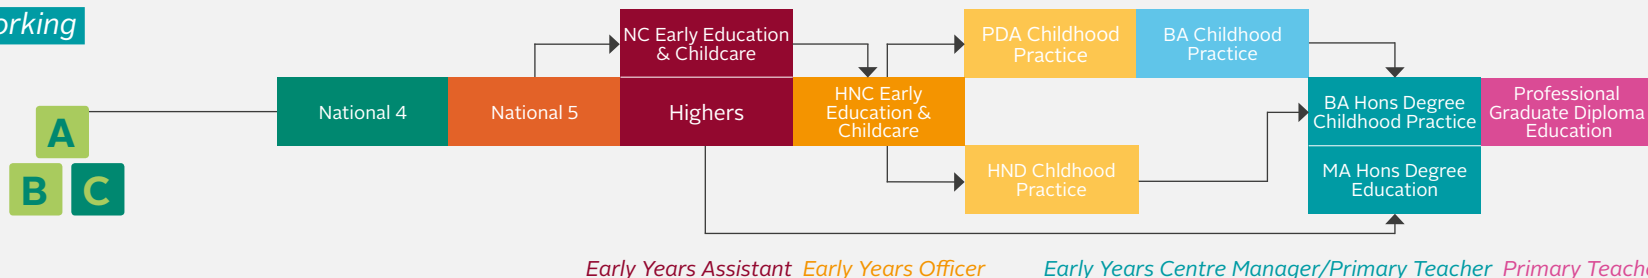 orking
NC Early Education
& Childcare
PDA Childhood
Practice
BA Childhood
Practice
A
B
C
National 4
National 5
Highers
HNC Early
Education &
Childcare
BA Hons Degree
Childhood Practice
Professional
Graduate Diploma
Education
HND Chldhood
Practice
MA Hons Degree
Education
Early Years Assistant
Early Years Officer
Early Years Centre Manager/Primary Teacher
Primary Teach